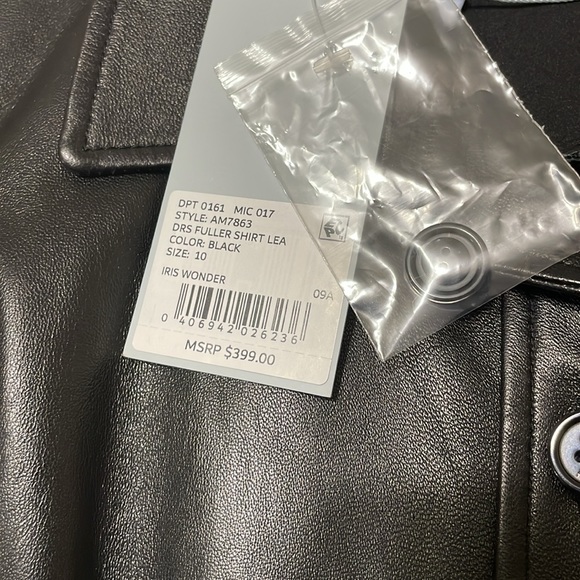 DPT 0161 MIC 017
STYLE: AM7863
DRS FULLER SHIRT LEA
COLOR: BLACK
SIZE: 10
IRIS WONDER
09A
0 406942 026236
MSRP $399.00